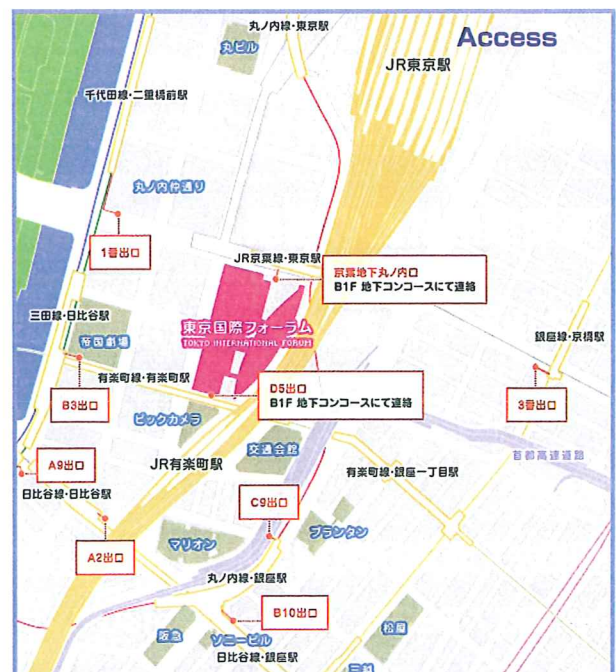 Access
丸ノ内線・東京駅
丸ビル
JR東京駅
千代田線・二重橋前駅
丸ノ内仲通り
1番出口
JR京葉線・東京駅
京葉地下丸ノ内口
B1F 地下コンコースにて連絡
三田線・日比谷駅
東京国際フォーラム
TOKYO INTERNATIONAL FORUM
帝国劇場
有楽町線・有楽町駅
B3出口
D5出口
B1F 地下コンコースにて連絡
銀座線・京橋駅
3番出口
ビックカメラ
交通会館
首都高速道路
A9出口
JR有楽町駅
有楽町線・銀座一丁目駅
日比谷線・日比谷駅
C9出口
プランタン
A2出口
マリオン
丸ノ内線・銀座駅
B10出口
阪急
ソニービル
松屋
日比谷線・銀座駅
三越